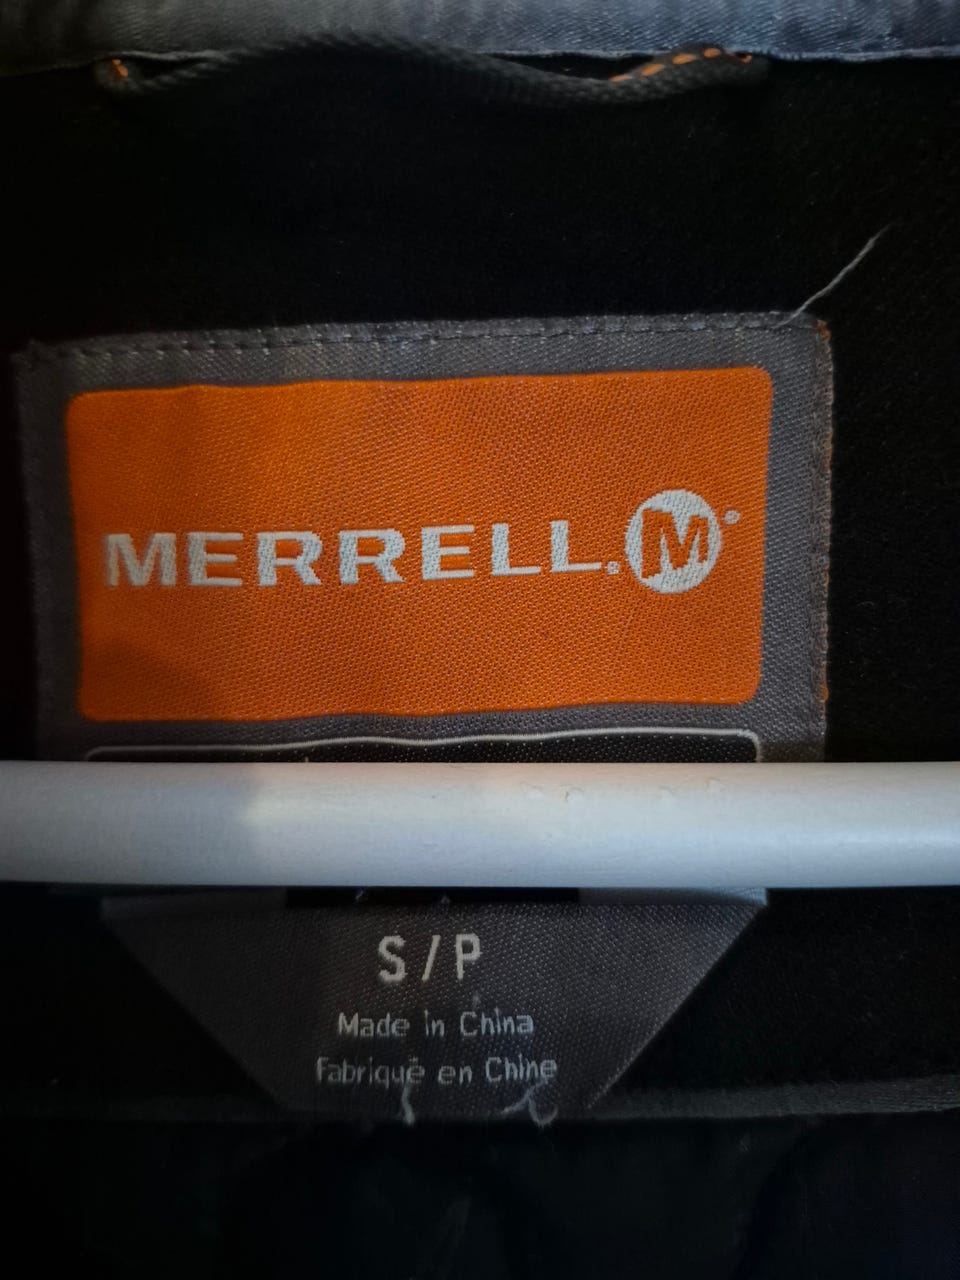 MERRELL. M
S / P
Made in China
Fabriqué en Chine